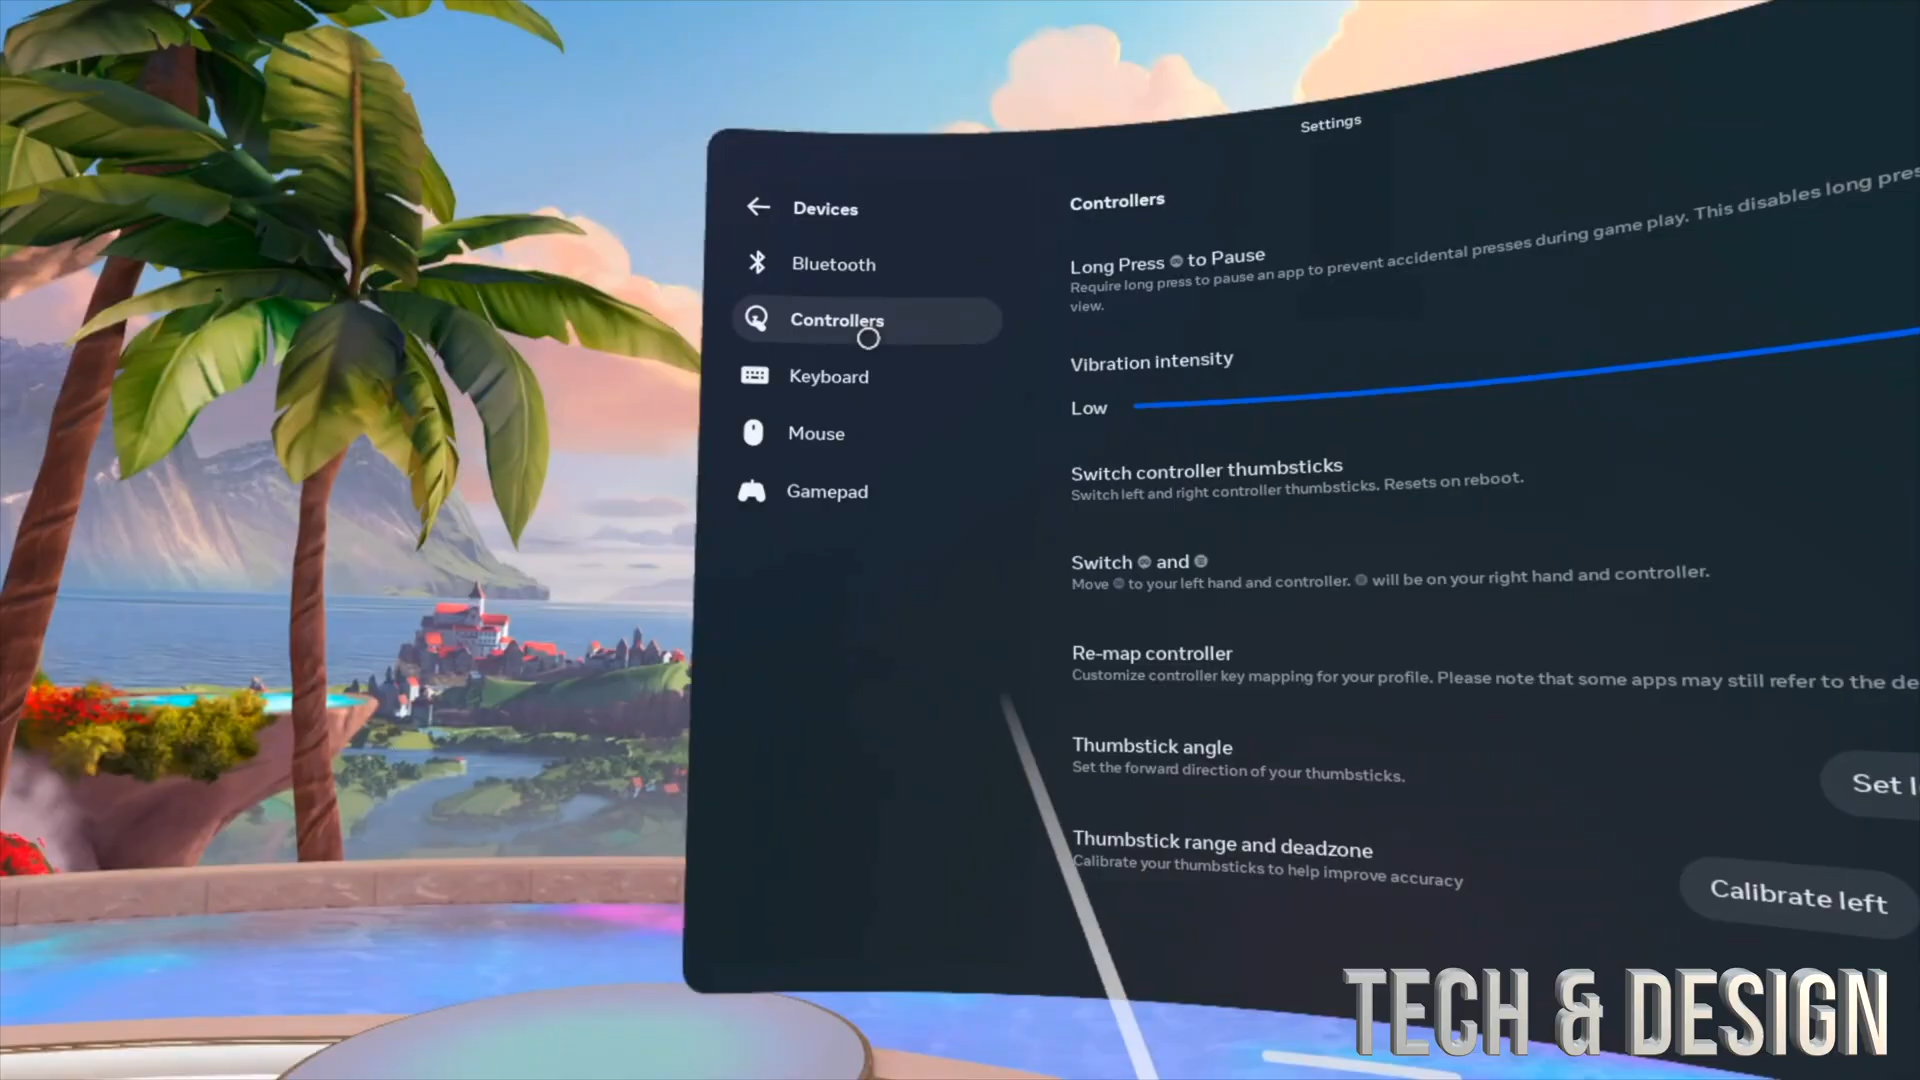 Settings
Devices
Bluetooth
Controllers
Keyboard
Mouse
Gamepad
Controllers
Long Press to Pause
Require long press to pause an app to prevent accidental presses during game play. This disables long
view.
Vibration intensity
Low
Switch controller thumbsticks
Switch left and right controller thumbsticks. Resets on reboot.
Switch and
Move to your left hand and controller. will be on your right hand and controller.
Re-map controller
Customize controller key mapping for your profile. Please note that some apps may still refer to the
Thumbstick angle
Set the forward direction of your thumbsticks.
Set
Thumbstick range and deadzone
Calibrate your thumbsticks to help improve accuracy
Calibrate left
TECH & DESIGN